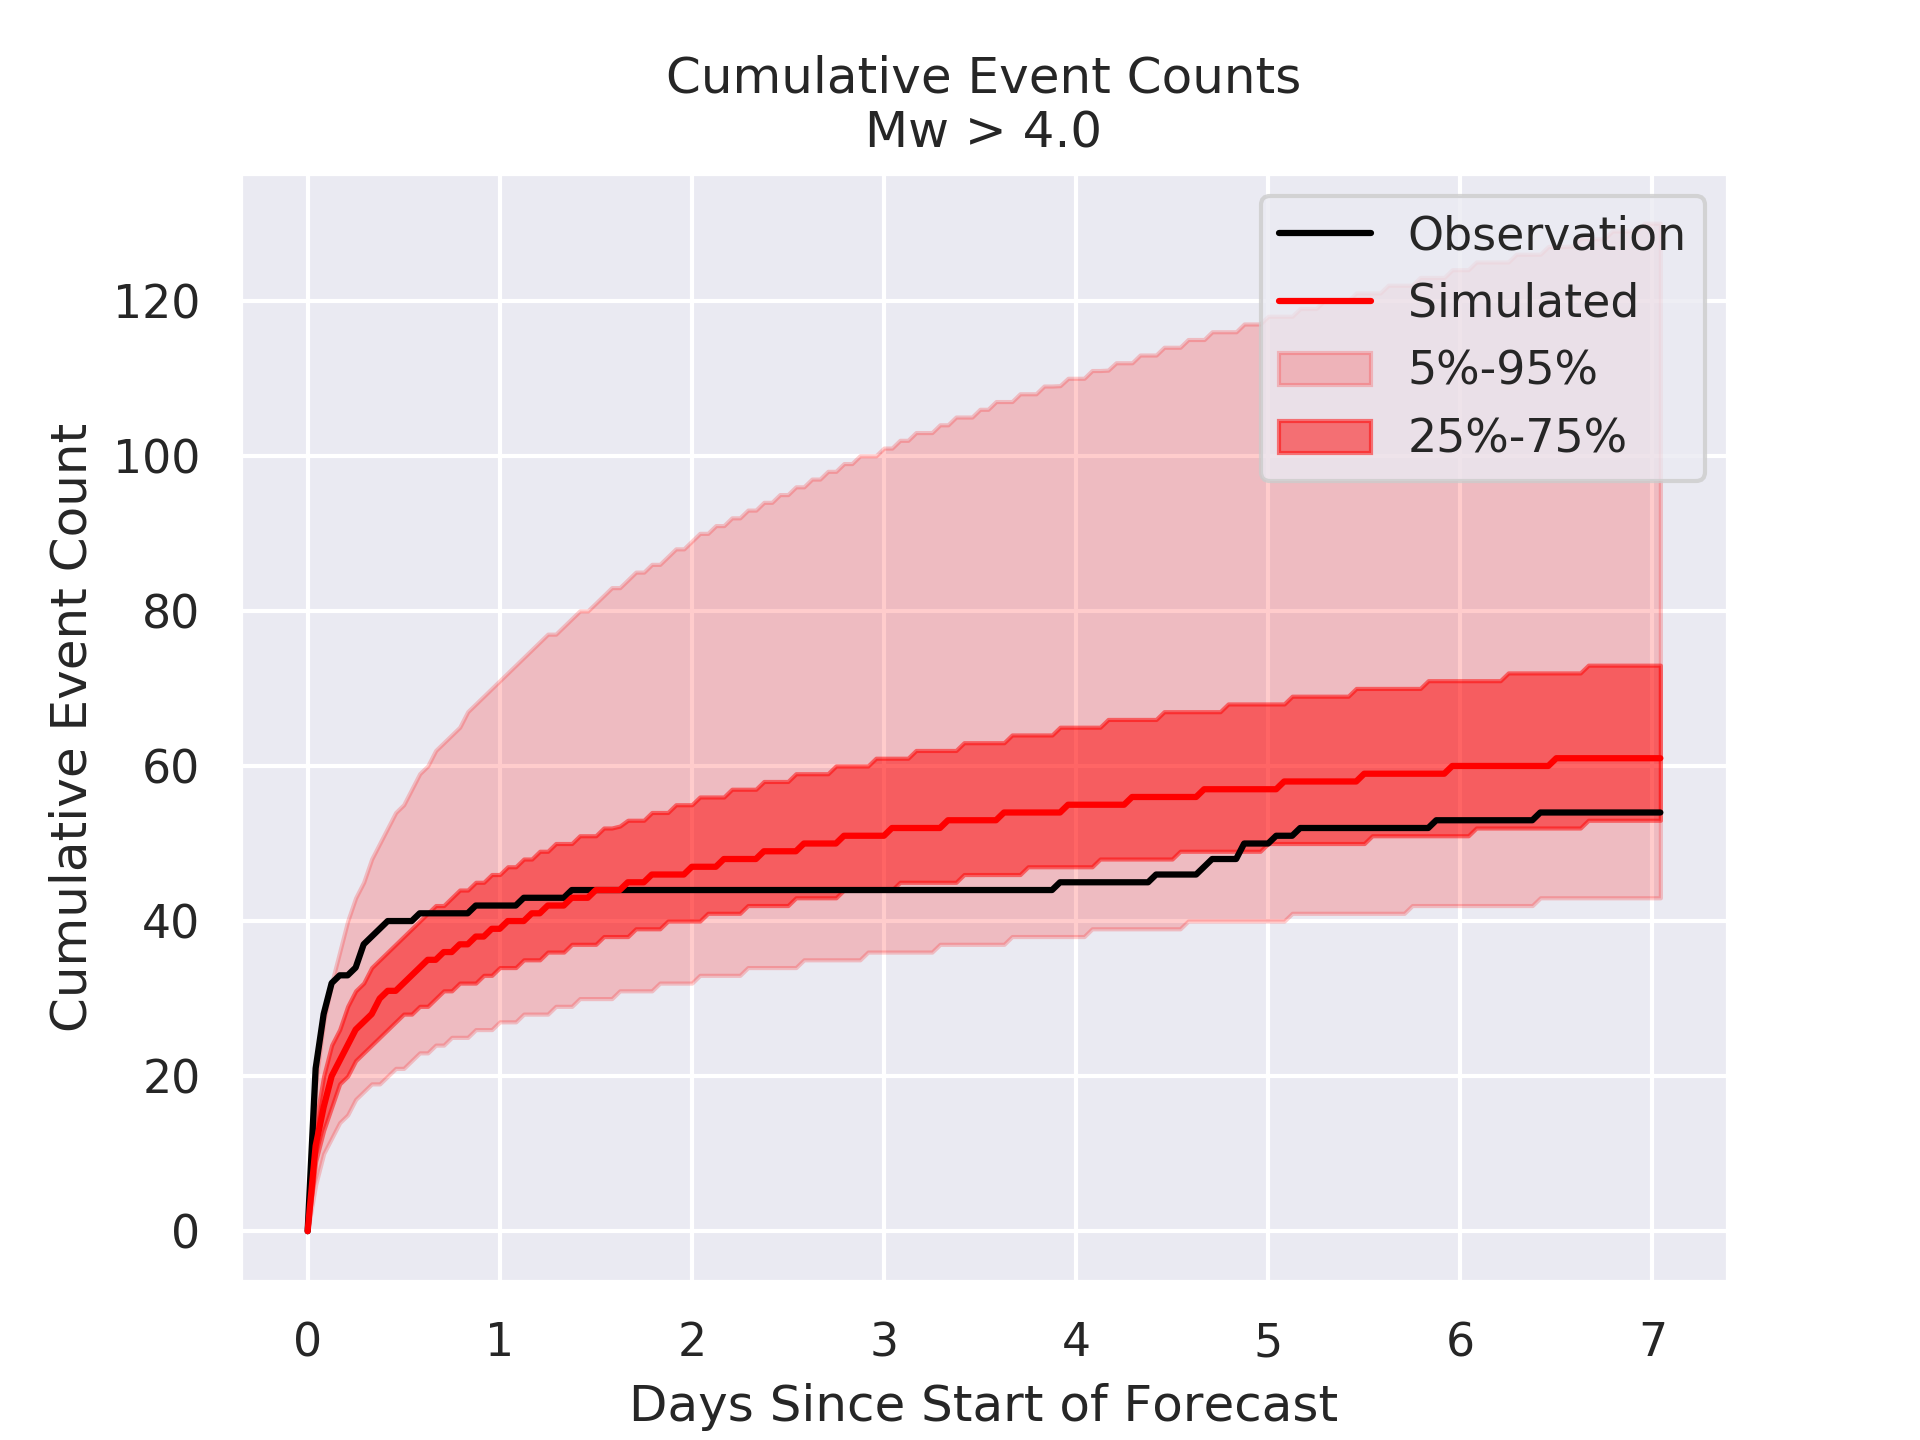 Cumulative Event Counts
Mw > 4.0
Observation
Simulated
5%-95%
25%-75%
Cumulative Event Count
120
100
80
60
40
20
0
0 1 2 3 4 5 6 7
Days Since Start of Forecast